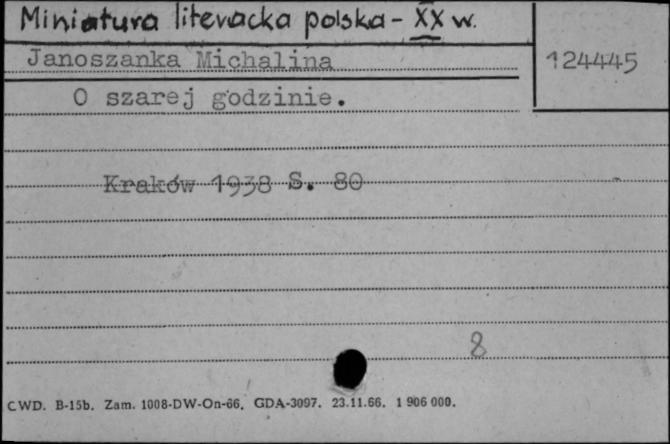 Miniatura literacka polska - XX w.
Janoszanka Michalina
124445
O szarej godzinie.
Kraków 1938 S. 80
8
CWD. B-15b. Zam. 1008-DW-On-66. GDA-3097. 23.11.66. 1 906 000.